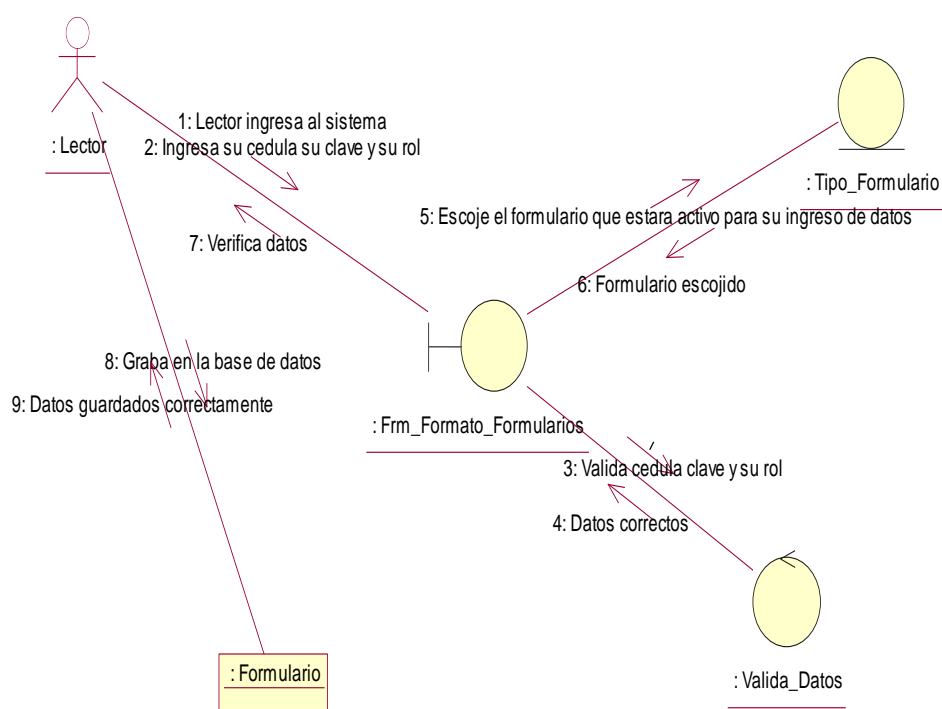 1: Lector ingresa al sistema
: Lector
2: Ingresa su cedula su clave y su rol
: Tipo_Formulario
5: Escoje el formulario que estara activo para su ingreso de datos
7: Verifica datos
6: Formulario escojido
8: Graba en la base de datos
9: Datos guardados correctamente
: Frm_Formato_Formularios
3: Valida cedula clave y su rol
4: Datos correctos
: Formulario
: Valida_Datos